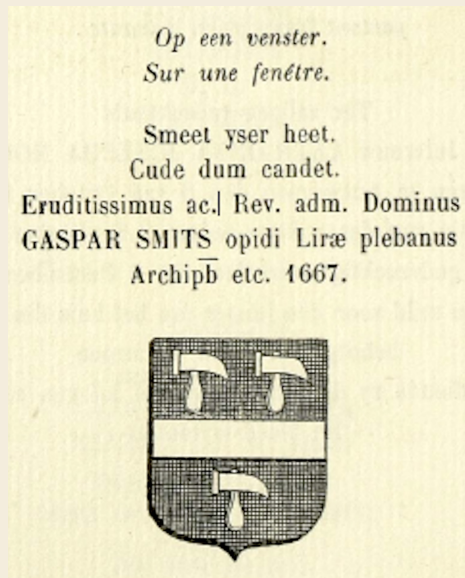 Op een venster.
Sur une fenétre.
Smeet yser heet.
Cude dum candet.
Eruditissimus ac.| Rev. adm. Dominus
GASPAR SMITS opidi Liræ plebanus
Archipb̅ etc. 1667.